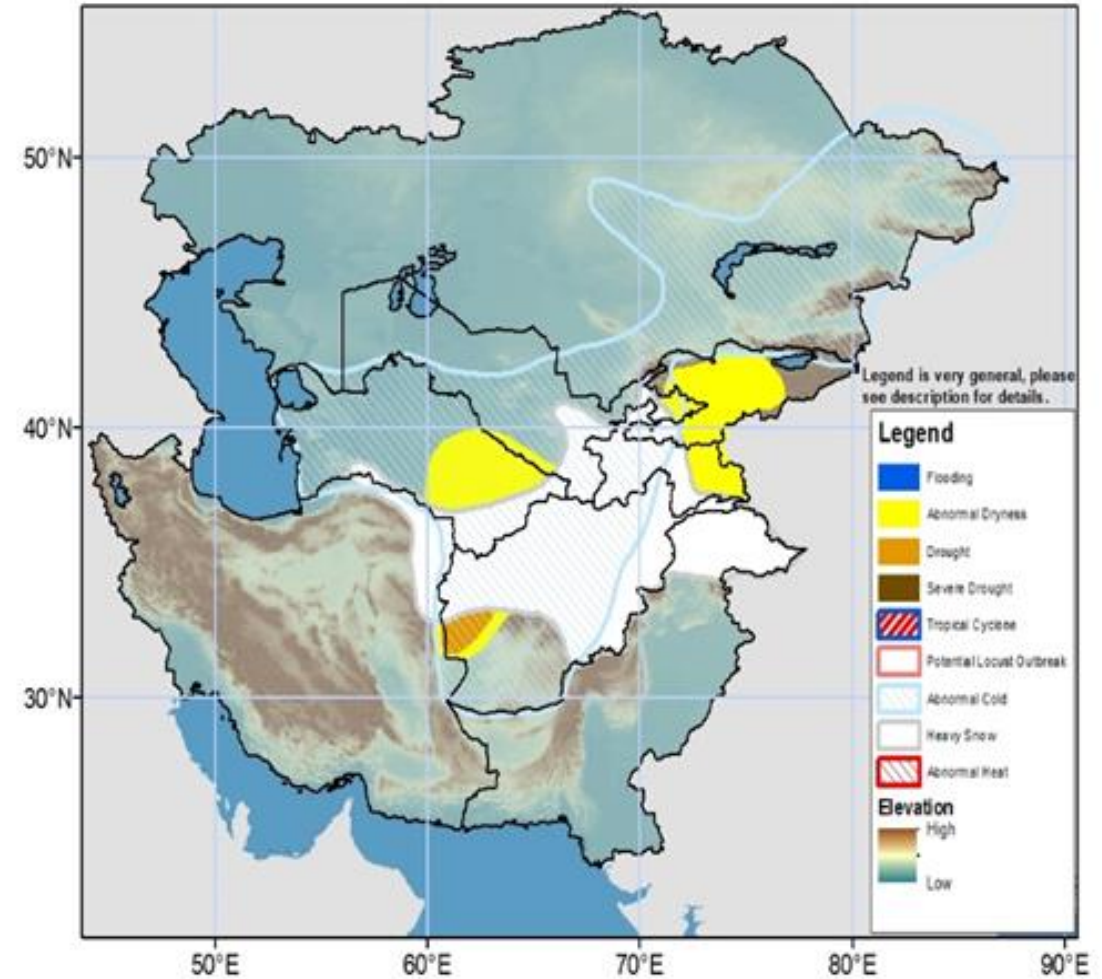 50°N
40°N
30°N
50°E
60°E
70°E
80°E
90°E
Legend is very general, please
see description for details.
Legend
Flooding
Abnormal Dryness
Drought
Severe Drought
Tropical Cyclone
Potential Locust Outbreak
Abnormal Cold
Heavy Snow
Abnormal Heat
Elevation
High
Low